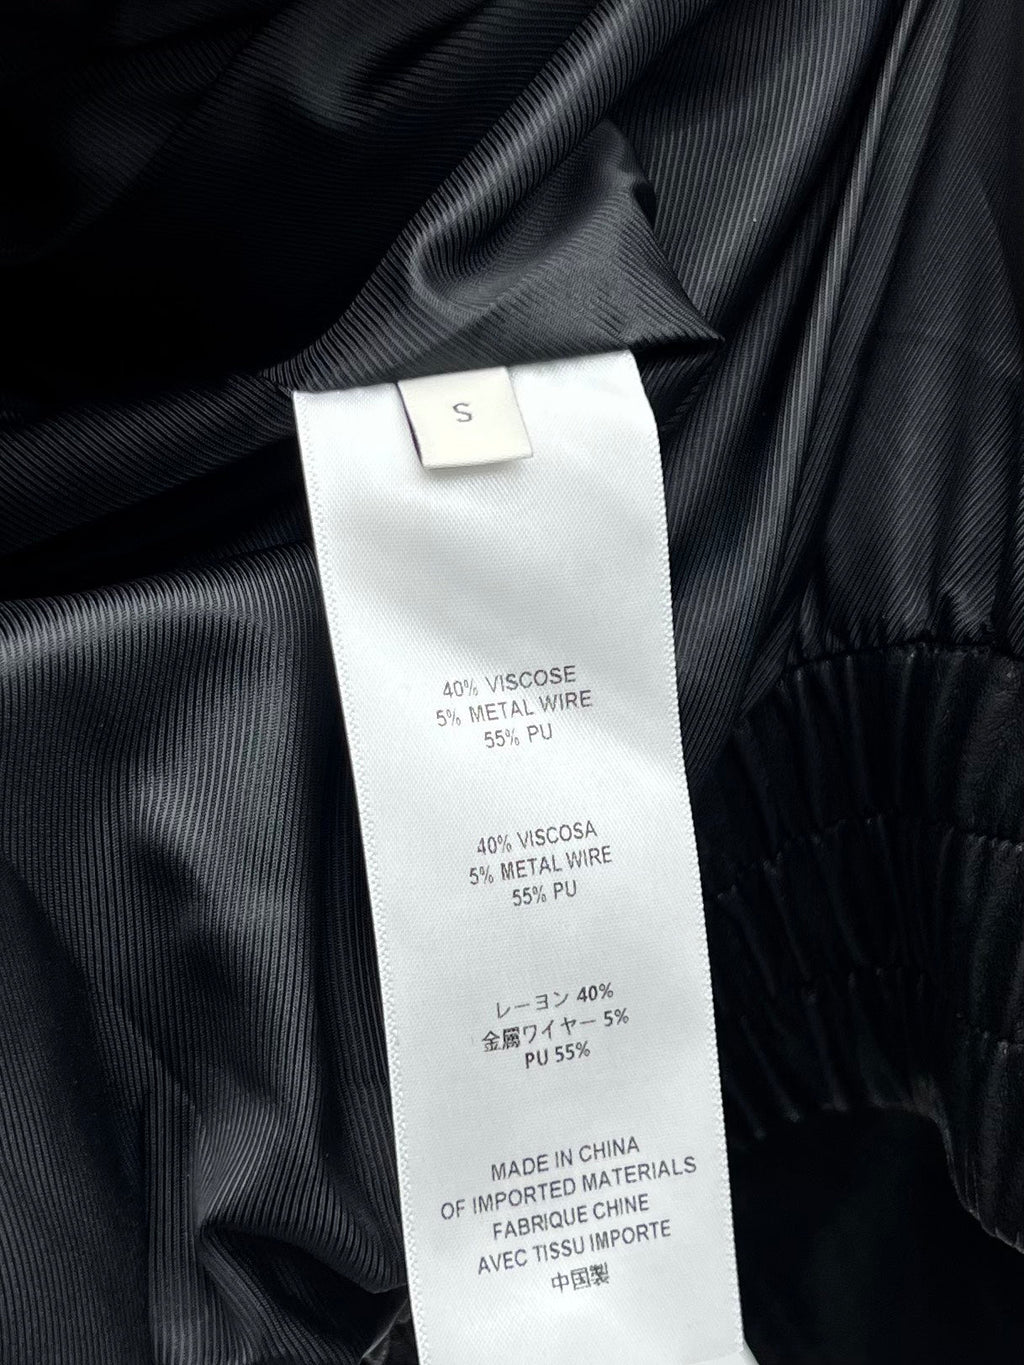 S
40% VISCOSE
5% METAL WIRE
55% PU
40% VISCOSA
5% METAL WIRE
55% PU
レーヨン 40%
金属ワイヤー 5%
PU 55%
MADE IN CHINA
OF IMPORTED MATERIALS
FABRIQUE CHINE
AVEC TISSU IMPORTE
中国製